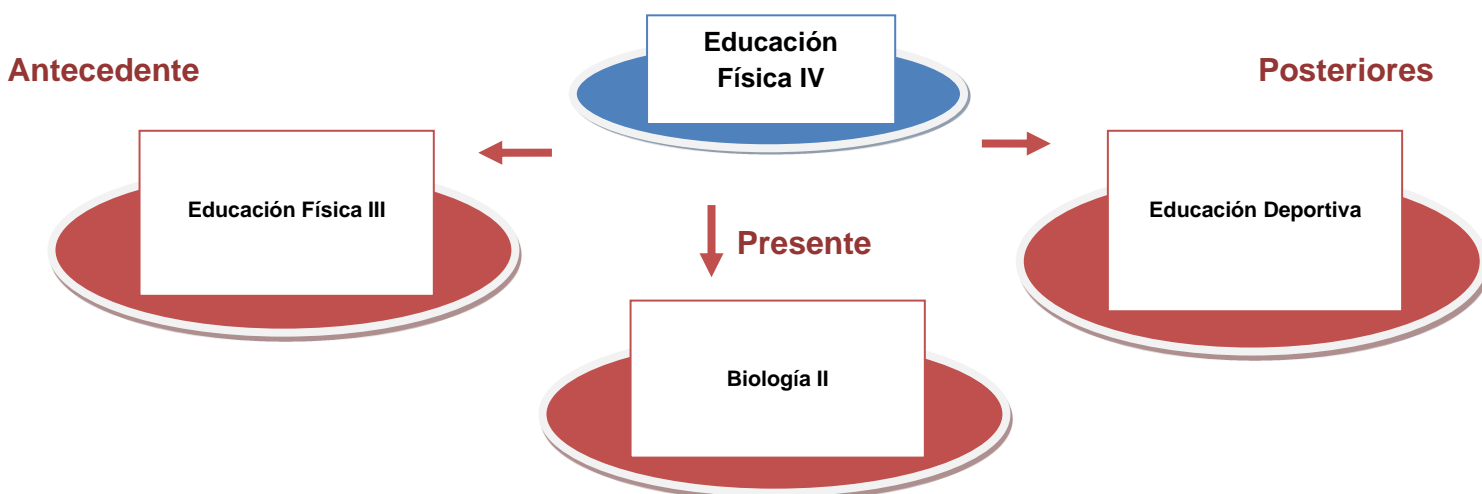 Educación
Física IV
Antecedente
Posteriores
Educación Física III
Educación Deportiva
Presente
Biología II